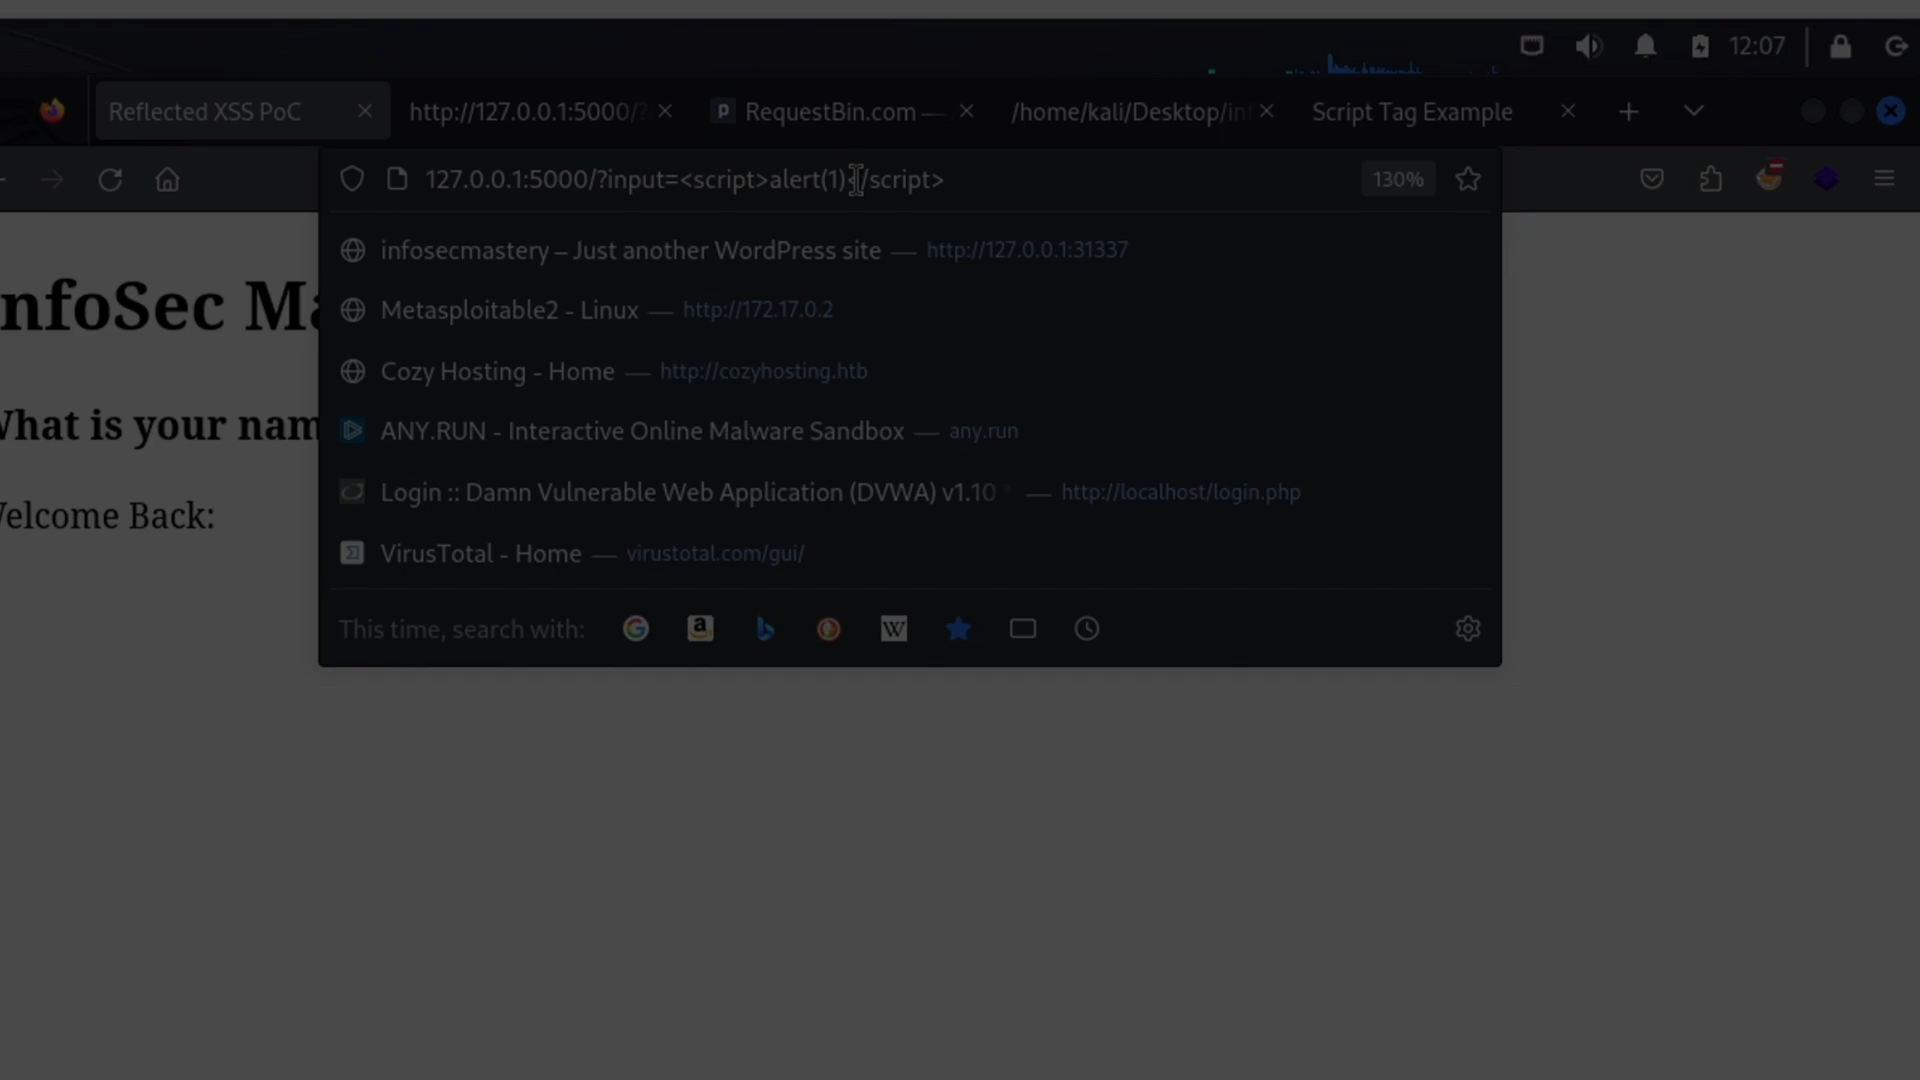 12:07
Reflected XSS PoC
http://127.0.0.1:5000/?
RequestBin.com —
/home/kali/Desktop/in
Script Tag Example
127.0.0.1:5000/?input=<script>alert(1)</script>
130%
infosecmastery – Just another WordPress site — http://127.0.0.1:31337
nfoSec Ma
Metasploitable2 - Linux — http://172.17.0.2
Cozy Hosting - Home — http://cozyhosting.htb
What is your nam
ANY.RUN - Interactive Online Malware Sandbox — any.run
Login :: Damn Vulnerable Web Application (DVWA) v1.10 * — http://localhost/login.php
Welcome Back:
VirusTotal - Home — virustotal.com/gui/
This time, search with: